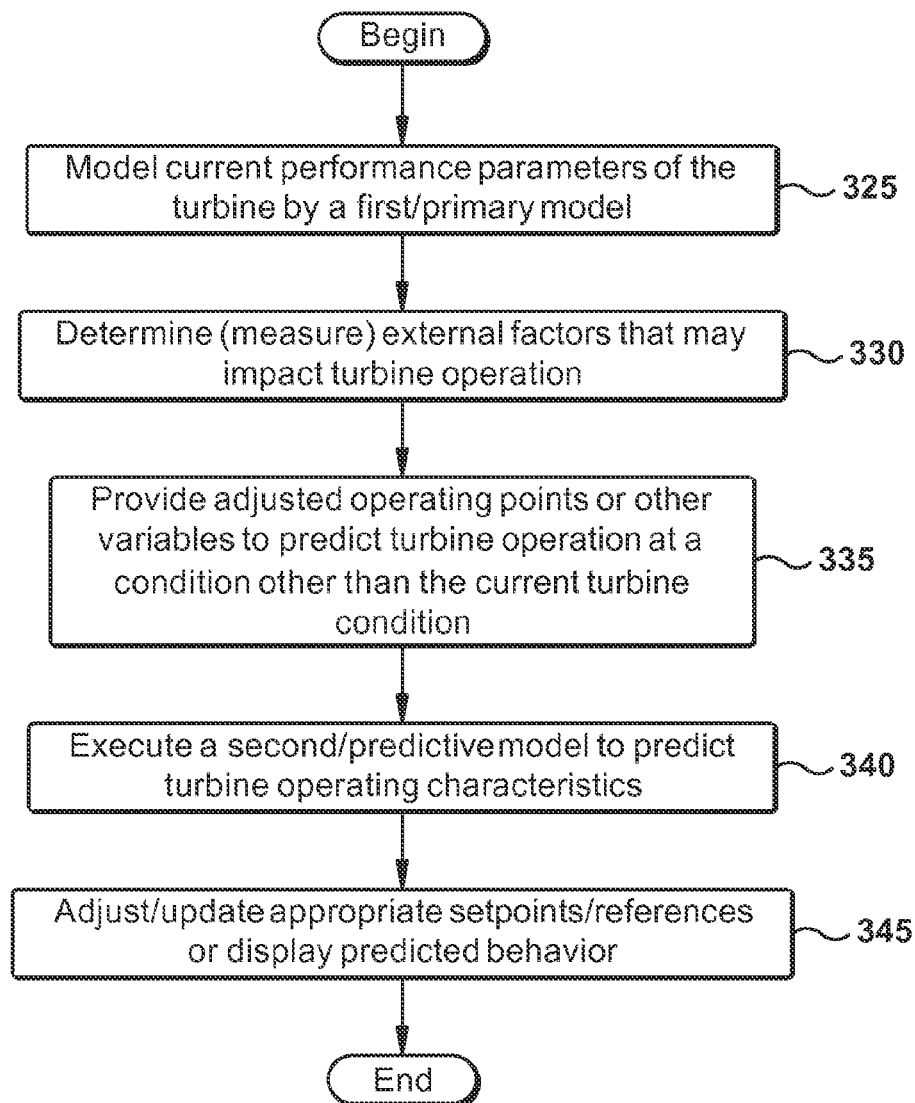 Begin
Model current performance parameters of the
turbine by a first/primary model
325
Determine (measure) external factors that may
impact turbine operation
330
Provide adjusted operating points or other
variables to predict turbine operation at a
condition other than the current turbine
condition
335
Execute a second/predictive model to predict
turbine operating characteristics
340
Adjust/update appropriate setpoints/references
or display predicted behavior
345
End